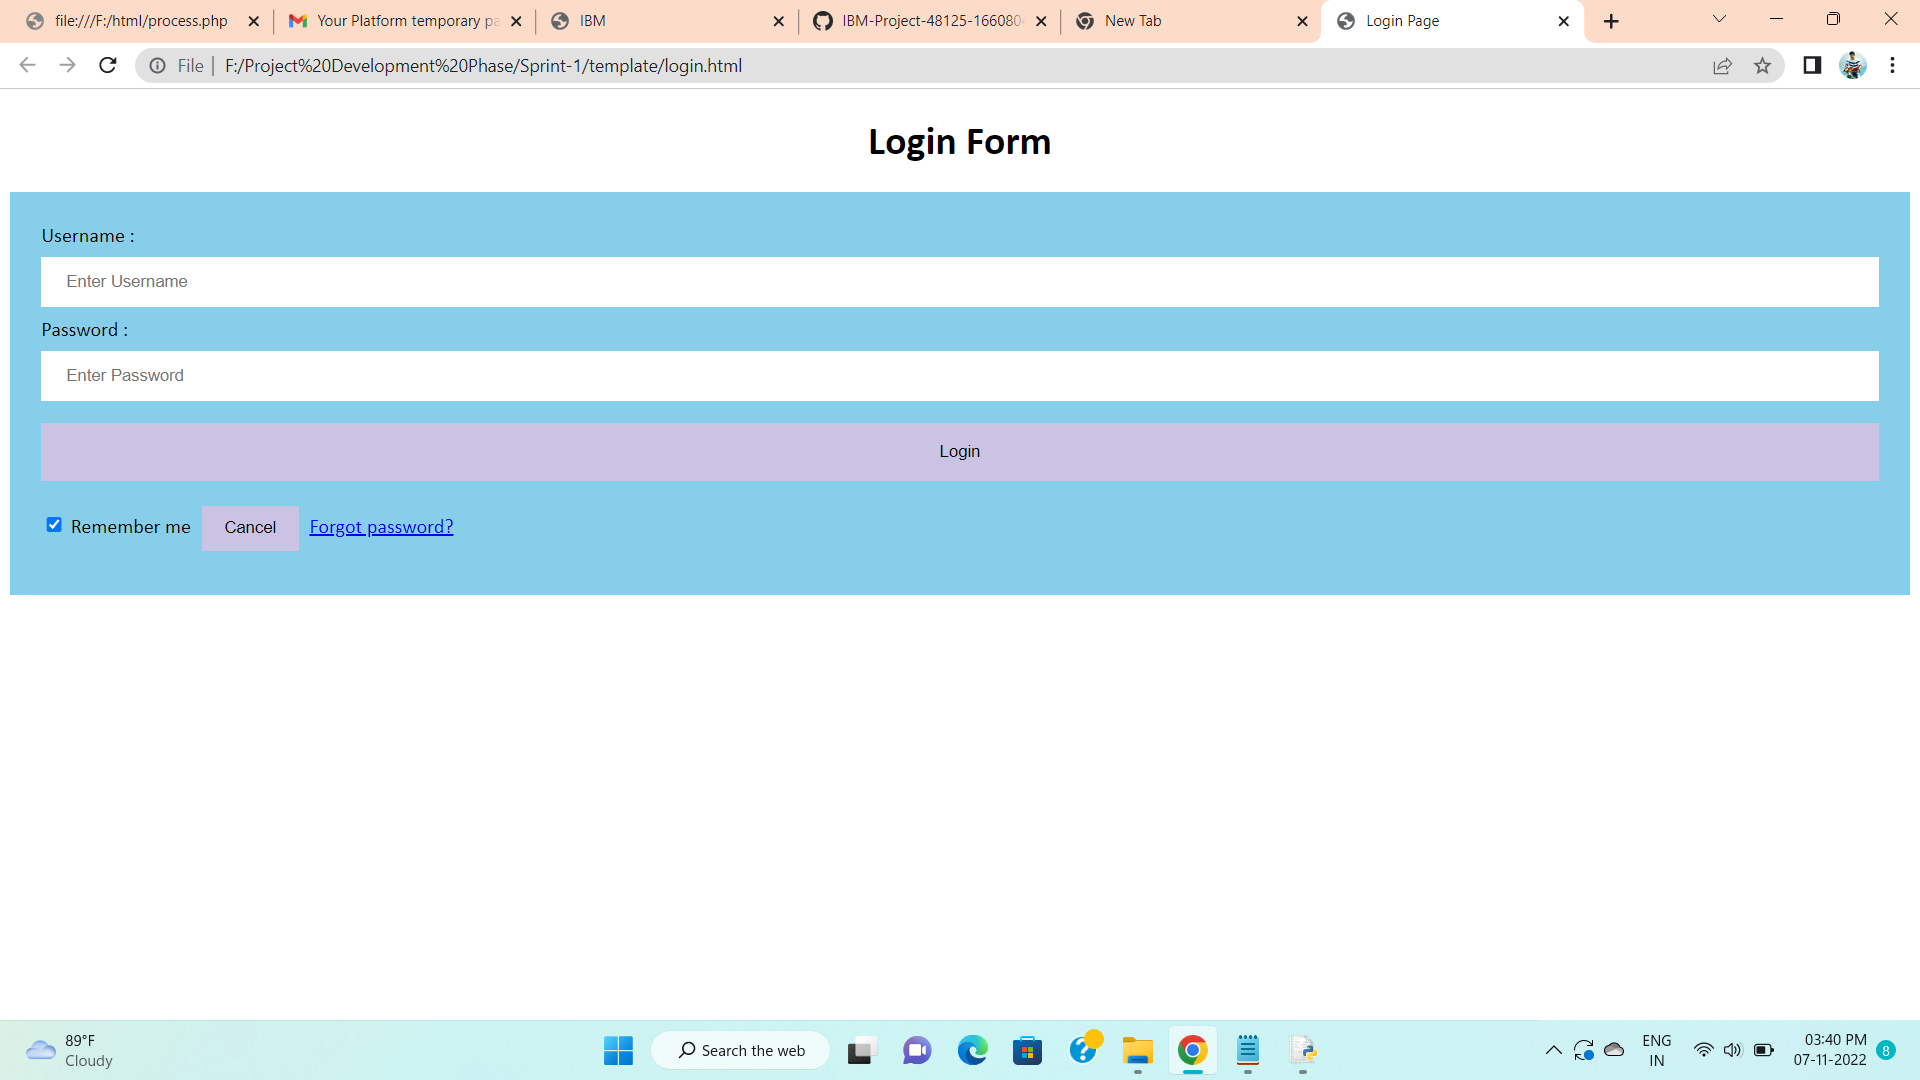 file:///F:/html/process.php
Your Platform temporary pa
IBM
IBM-Project-48125-166080
New Tab
Login Page
File | F:/Project%20Development%20Phase/Sprint-1/template/login.html
Login Form
Username :
Enter Username
Password :
Enter Password
Login
Remember me
Cancel
Forgot password?
89°F
Cloudy
Search the web
ENG
IN
03:40 PM
07-11-2022
8